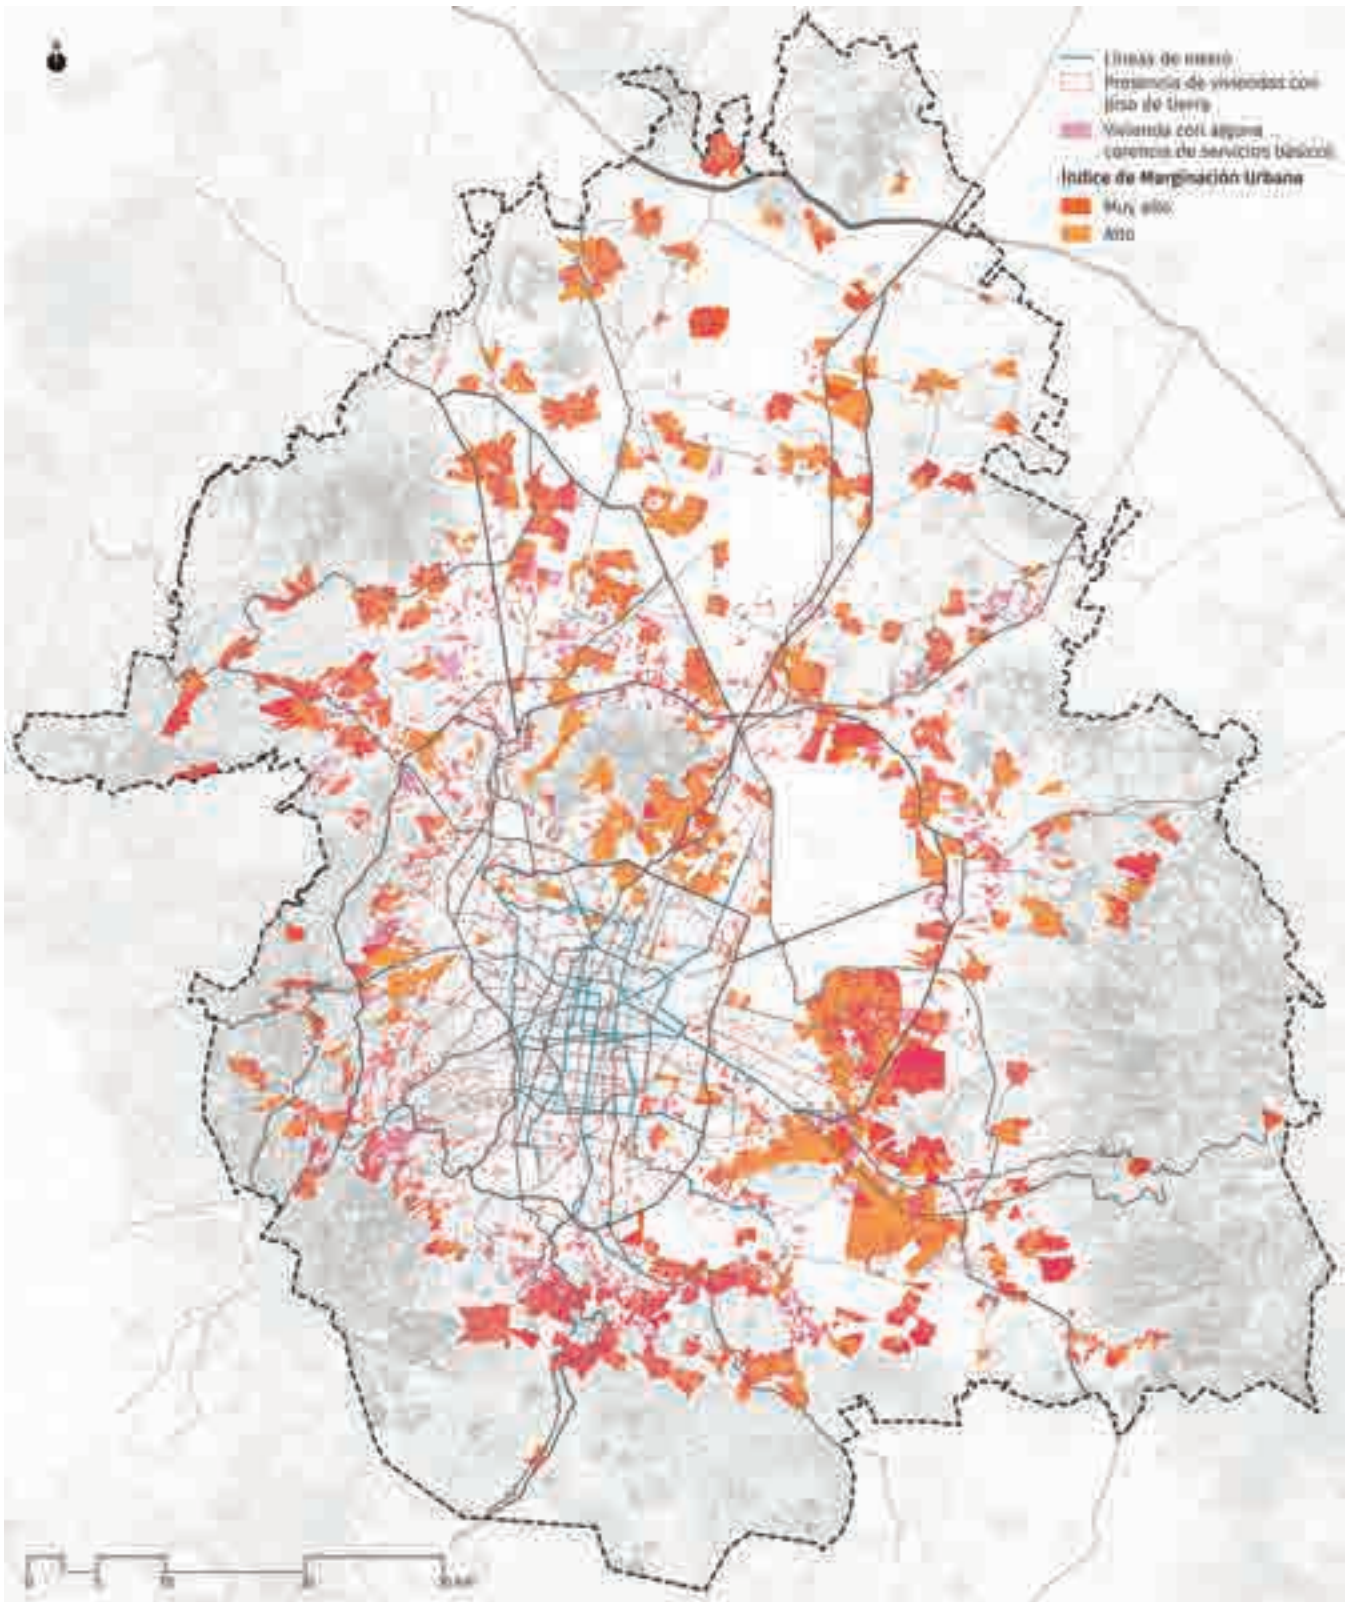 Líneas de metro
Presencia de viviendas con
piso de tierra
Vivienda con alguna
carencia de servicios básicos
Índice de Marginación Urbana
Muy alto
Alto